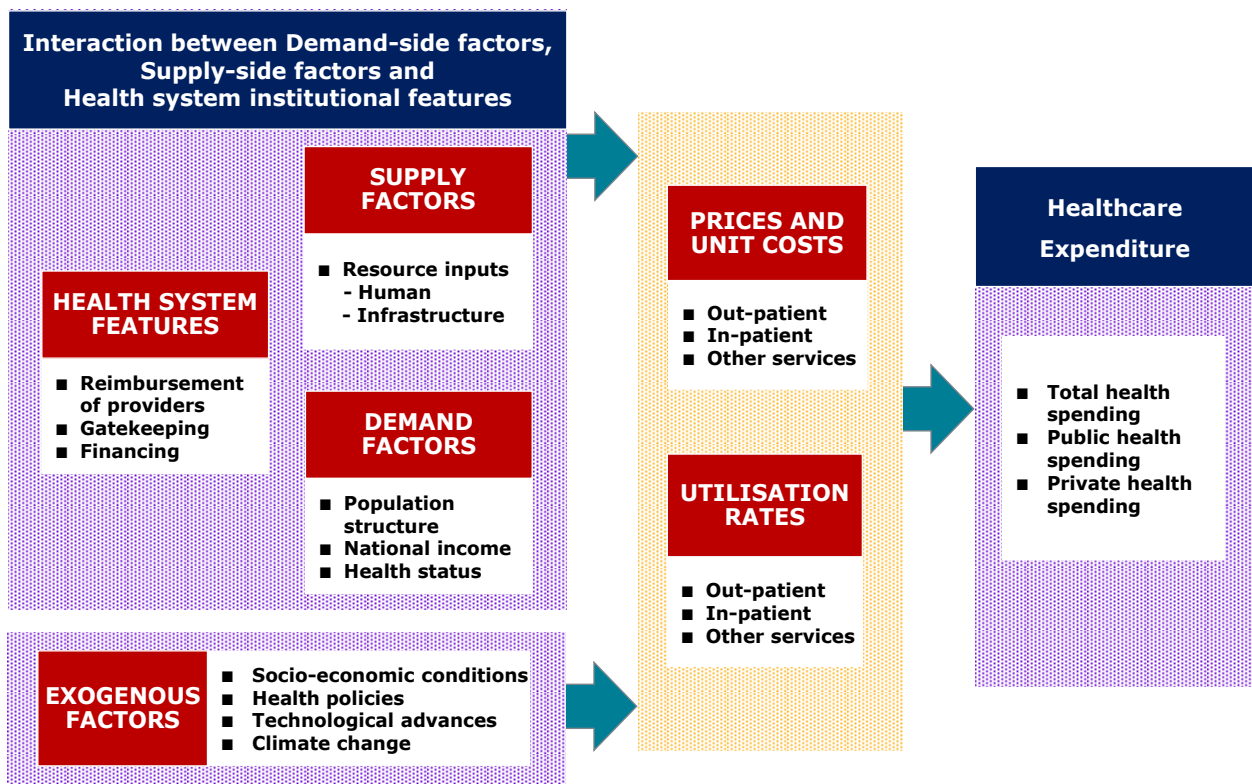 Interaction between Demand-side factors,
Supply-side factors and
Health system institutional features
SUPPLY
FACTORS
■ Resource inputs
- Human
- Infrastructure
HEALTH SYSTEM
FEATURES
■ Reimbursement
of providers
■ Gatekeeping
■ Financing
DEMAND
FACTORS
■ Population
structure
■ National income
■ Health status
EXOGENOUS
FACTORS
■ Socio-economic conditions
■ Health policies
■ Technological advances
■ Climate change
PRICES AND
UNIT COSTS
■ Out-patient
■ In-patient
■ Other services
UTILISATION
RATES
■ Out-patient
■ In-patient
■ Other services
Healthcare
Expenditure
■ Total health
spending
■ Public health
spending
■ Private health
spending